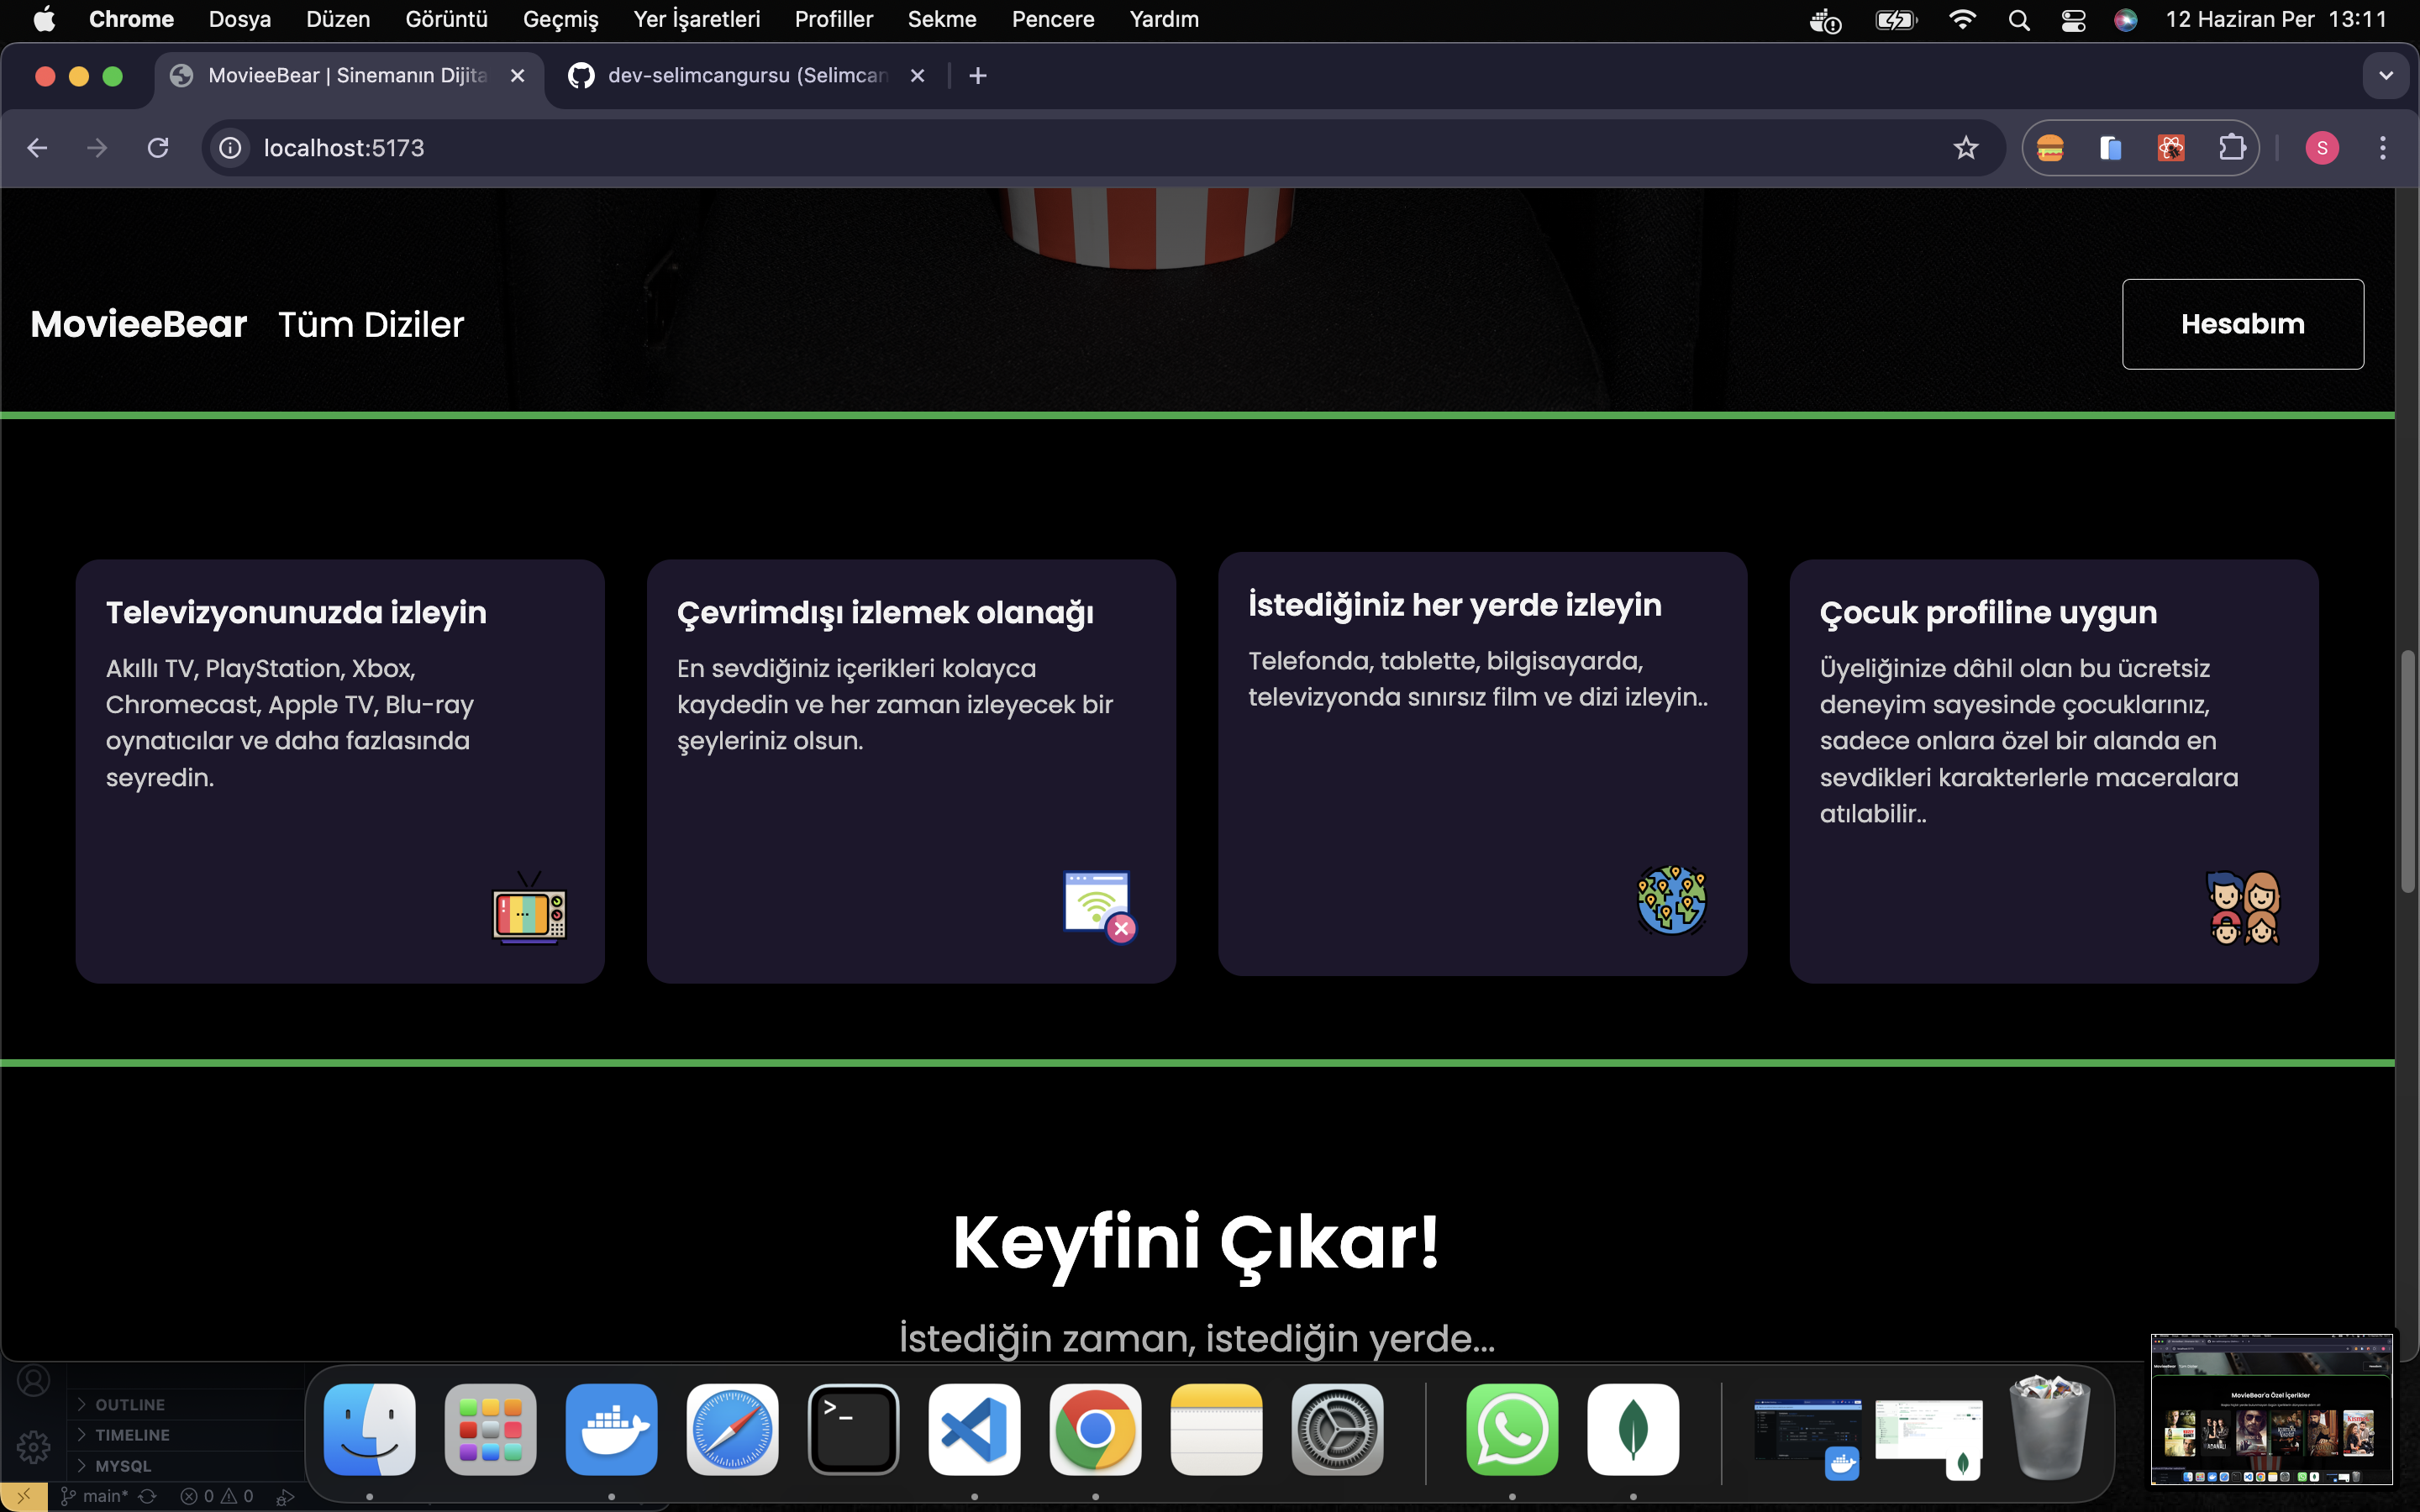 Chrome Dosya Düzen Görüntü Geçmiş Yer İşaretleri Profiller Sekme Pencere Yardım 12 Haziran Per 13:11
MovieeBear | Sinemanın Dijita dev-selimcangursu (Selimcan
localhost:5173 S
MovieeBear Tüm Diziler Hesabım
Televizyonunuzda izleyin
Akıllı TV, PlayStation, Xbox,
Chromecast, Apple TV, Blu-ray
oynatıcılar ve daha fazlasında
seyredin.
Çevrimdışı izlemek olanağı
En sevdiğiniz içerikleri kolayca
kaydedin ve her zaman izleyecek bir
şeyleriniz olsun.
İstediğiniz her yerde izleyin
Telefonda, tablette, bilgisayarda,
televizyonda sınırsız film ve dizi izleyin..
Çocuk profiline uygun
Üyeliğinize dâhil olan bu ücretsiz
deneyim sayesinde çocuklarınız,
sadece onlara özel bir alanda en
sevdikleri karakterlerle maceralara
atılabilir..
Keyfini Çıkar!
İstediğin zaman, istediğin yerde...
OUTLINE
TIMELINE
MYSQL
main* 0 0
MovieBear'a Özel İçerikler